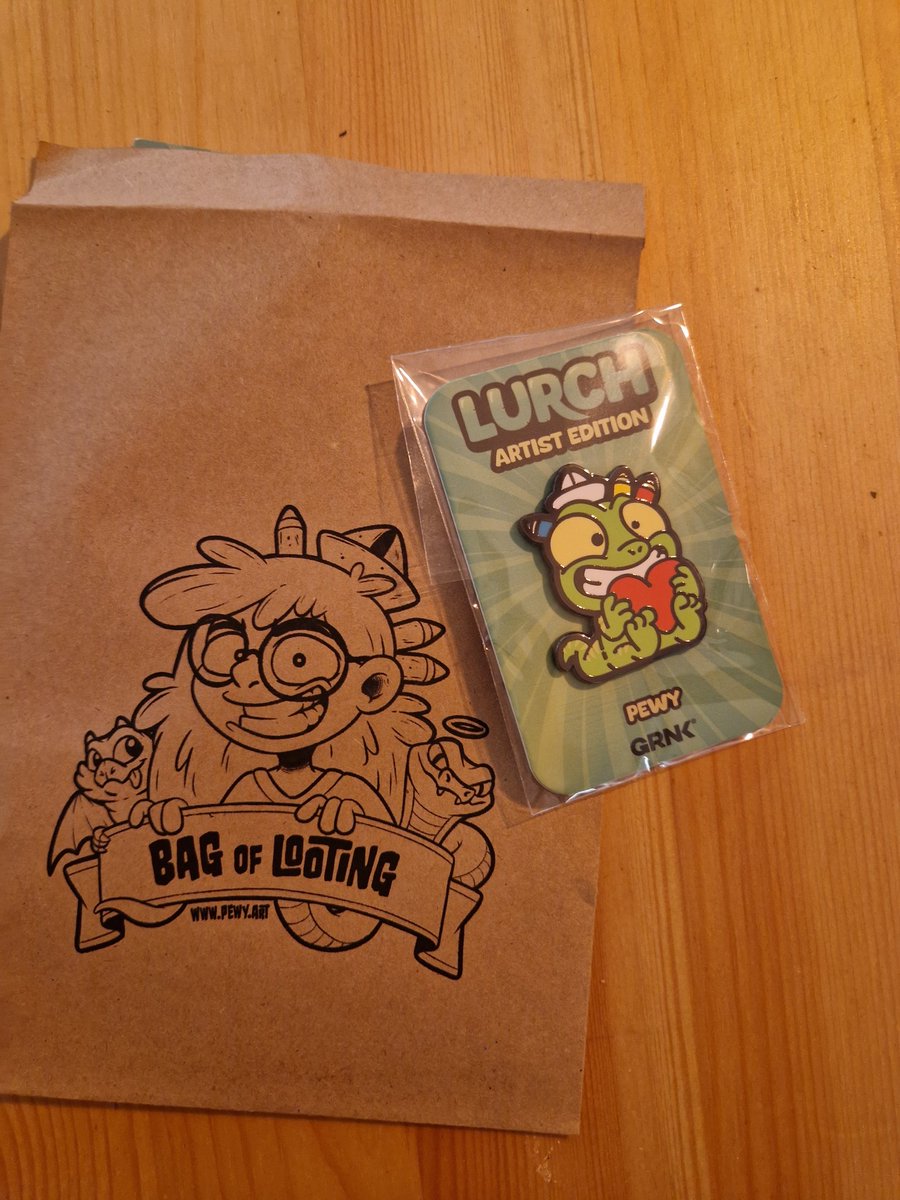 LURCH
ARTIST EDITION
PEWY
GRNK
BAG OF LOOTING
WWW.PEWY.ART